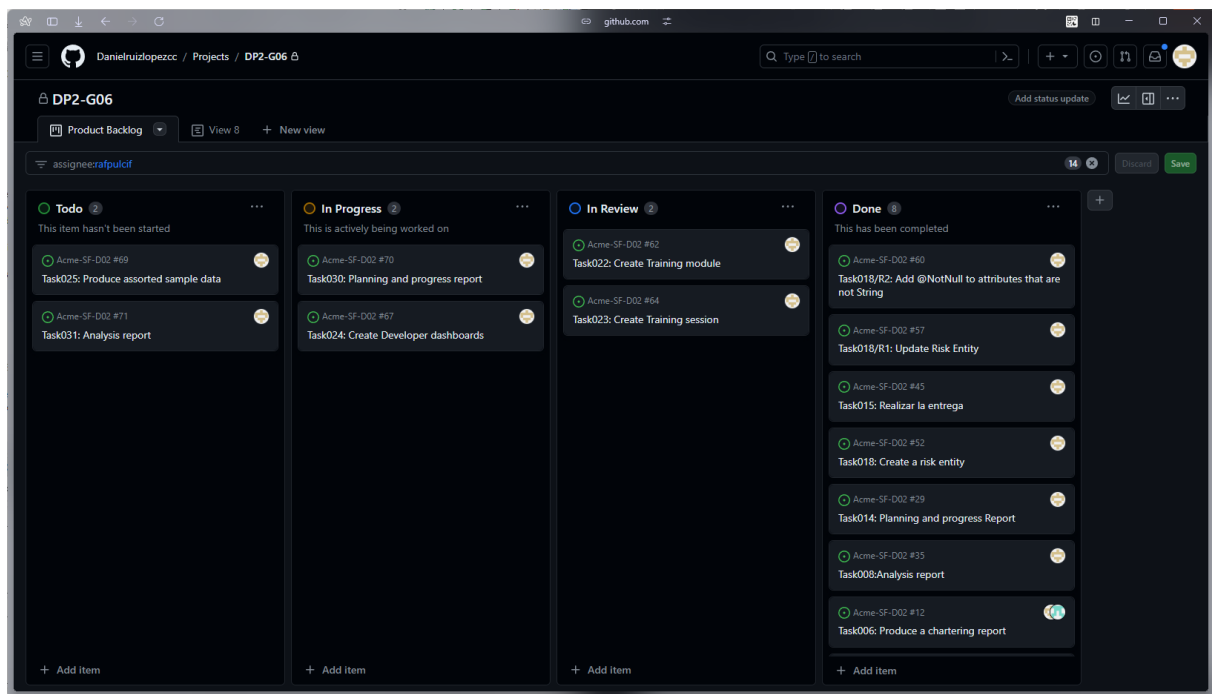 github.com
Danielruizlopezcc / Projects / DP2-G06
Type / to search
DP2-G06
Add status update
Product Backlog
View 8
New view
assignee:rafpulcif
14
Discard
Save
Todo 2
This item hasn't been started
Acme-SF-D02 #69
Task025: Produce assorted sample data
Acme-SF-D02 #71
Task031: Analysis report
+ Add item
In Progress 2
This is actively being worked on
Acme-SF-D02 #70
Task030: Planning and progress report
Acme-SF-D02 #67
Task024: Create Developer dashboards
+ Add item
In Review 2
Acme-SF-D02 #62
Task022: Create Training module
Acme-SF-D02 #64
Task023: Create Training session
+ Add item
Done 8
This has been completed
Acme-SF-D02 #60
Task018/R2: Add @NotNull to attributes that are
not String
Acme-SF-D02 #57
Task018/R1: Update Risk Entity
Acme-SF-D02 #45
Task015: Realizar la entrega
Acme-SF-D02 #52
Task018: Create a risk entity
Acme-SF-D02 #29
Task014: Planning and progress Report
Acme-SF-D02 #35
Task008:Analysis report
Acme-SF-D02 #12
Task006: Produce a chartering report
+ Add item